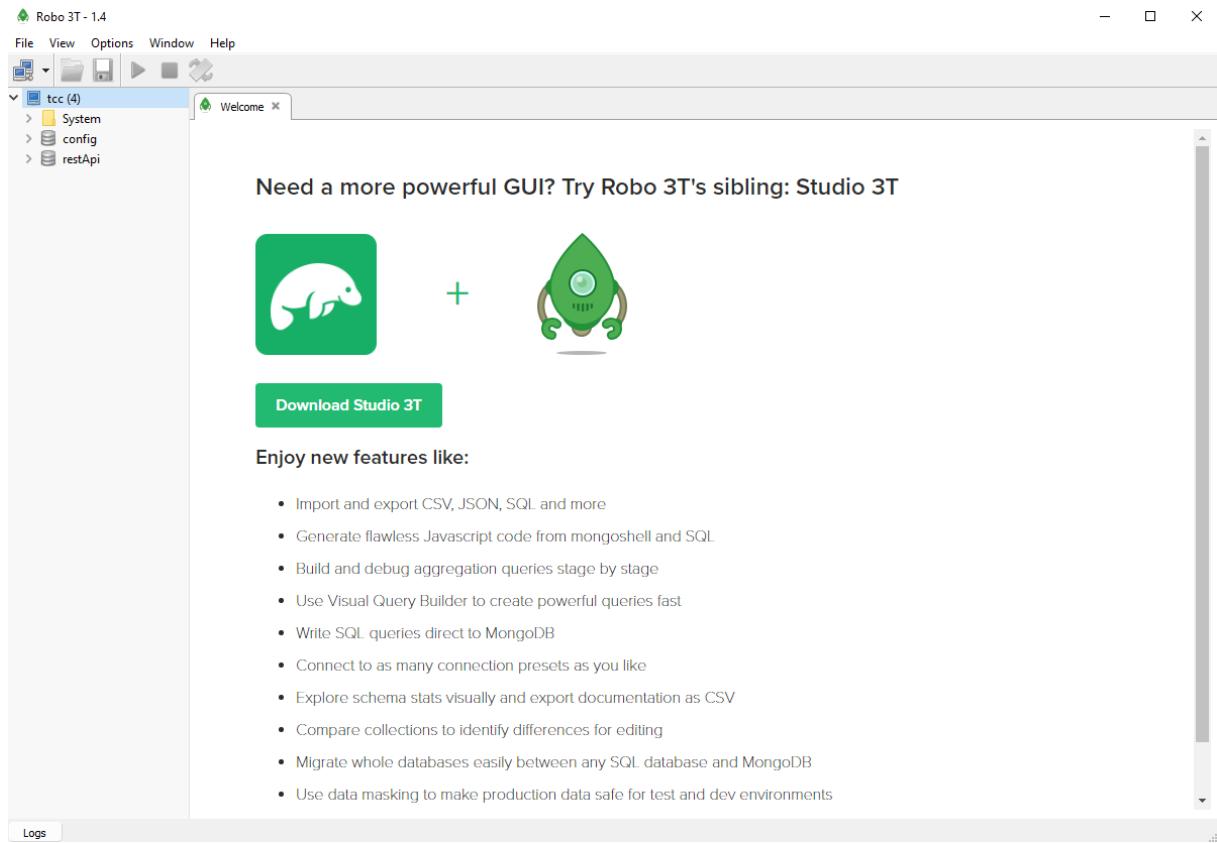 Robo 3T - 1.4
File View Options Window Help
tcc (4)
System
config
restApi
Welcome
Need a more powerful GUI? Try Robo 3T's sibling: Studio 3T
Download Studio 3T
Enjoy new features like:
Import and export CSV, JSON, SQL and more
Generate flawless Javascript code from mongoshell and SQL
Build and debug aggregation queries stage by stage
Use Visual Query Builder to create powerful queries fast
Write SQL queries direct to MongoDB
Connect to as many connection presets as you like
Explore schema stats visually and export documentation as CSV
Compare collections to identify differences for editing
Migrate whole databases easily between any SQL database and MongoDB
Use data masking to make production data safe for test and dev environments
Logs